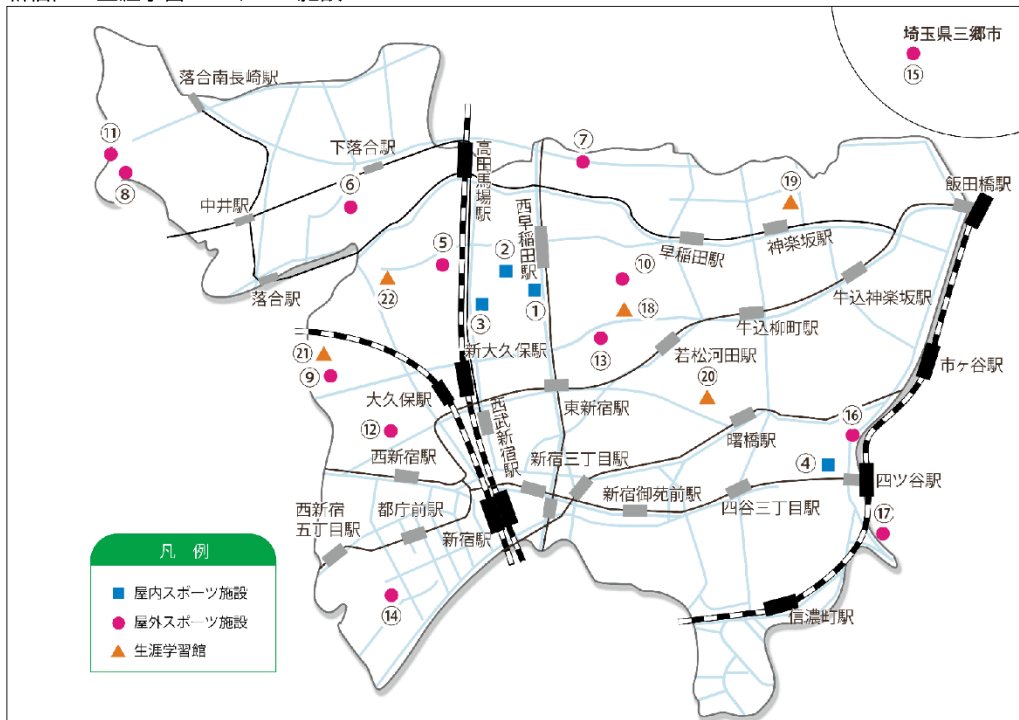 埼玉県三郷市
⑮
落合南長崎駅
⑪
⑧
下落合駅
⑥
中井駅
落合駅
高田馬場駅
⑦
⑲
飯田橋駅
西早稲田駅
早稲田駅
神楽坂駅
⑤
②
①
③
㉒
⑩
⑱
⑬
牛込神楽坂駅
牛込柳町駅
若松河田駅
市ヶ谷駅
新大久保駅
㉑
⑨
大久保駅
東新宿駅
⑳
⑫
西新宿駅
西武新宿駅
新宿三丁目駅
曙橋駅
⑯
④
四ツ谷駅
新宿御苑前駅
四谷三丁目駅
西新宿
五丁目駅
都庁前駅
新宿駅
⑰
⑭
信濃町駅
凡 例
屋内スポーツ施設
屋外スポーツ施設
生涯学習館